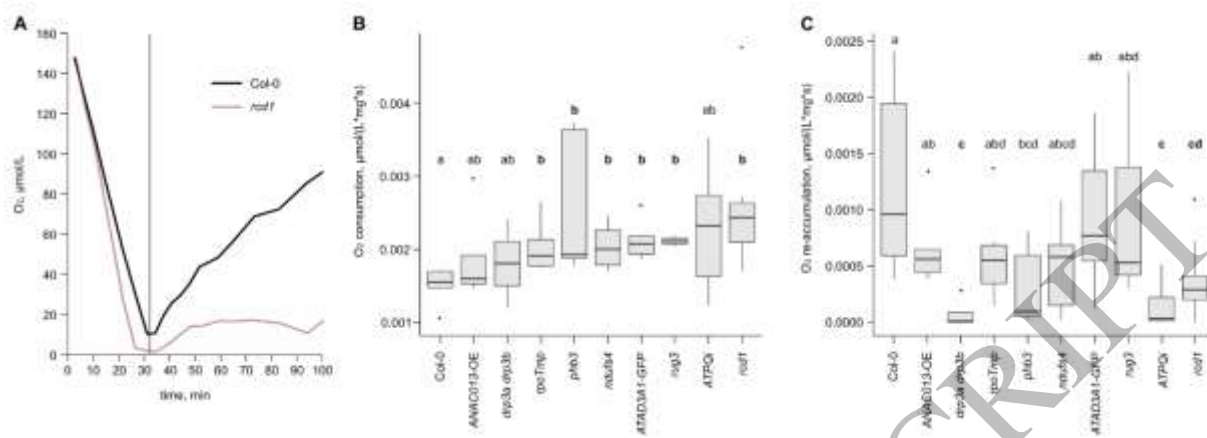 A
160
140
120
100
80
60
40
20
0
O₂, µmol/L
Col-0
rcd1
0 10 20 30 40 50 60 70 80 90 100
time, min
B
O₂ consumption, µmol/(L*mg*s)
0.004
0.003
0.002
0.001
a ab ab b b b b b ab b
Col-0
ANAC013-OE
drp3a drp3b
rpoTmp
phb3
ndufs4
ATAD3A1-GFP
rug3
ATPQi
rcd1
C
O₂ re-accumulation, µmol/(L*mg*s)
0.0025
0.0020
0.0015
0.0010
0.0005
0.0000
a ab c abd bcd abcd ab abd c cd
Col-0
ANAC013-OE
drp3a drp3b
rpoTmp
phb3
ndufs4
ATAD3A1-GFP
rug3
ATPQi
rcd1
CRIPT